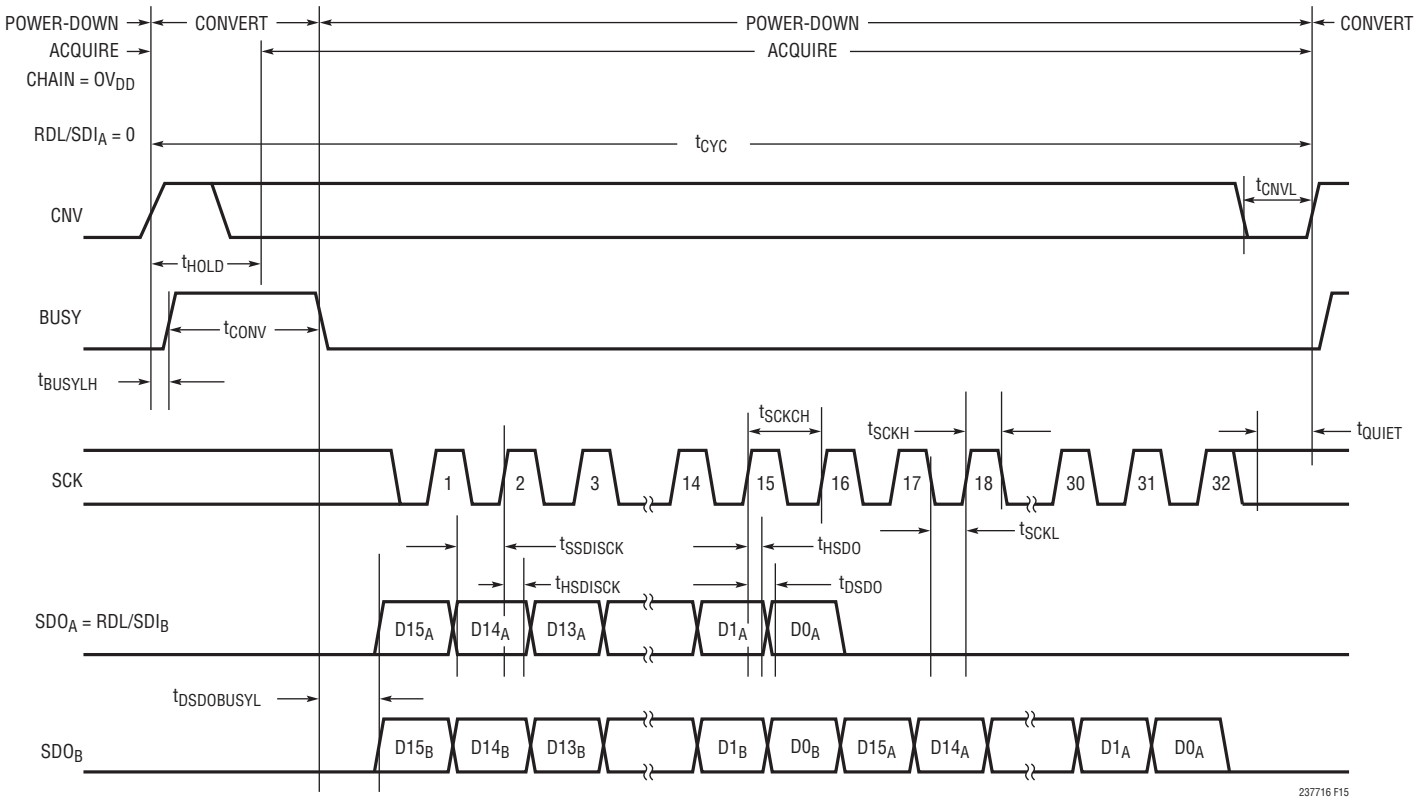 POWER-DOWN CONVERT POWER-DOWN CONVERT
ACQUIRE ACQUIRE
CHAIN = OVDD
RDL/SDIA = 0
tCYC
CNV
tCNVL
tHOLD
BUSY
tCONV
tBUSYLH
tSCKCH
tSCKH
tQUIET
SCK 1 2 3 14 15 16 17 18 30 31 32
tSSDISCK tHSDO tSCKL
tHSDISCK tDSDO
SDOA = RDL/SDIB D15A D14A D13A D1A D0A
tDSDOBUSYL
SDOB D15B D14B D13B D1B D0B D15A D14A D1A D0A
237716 F15